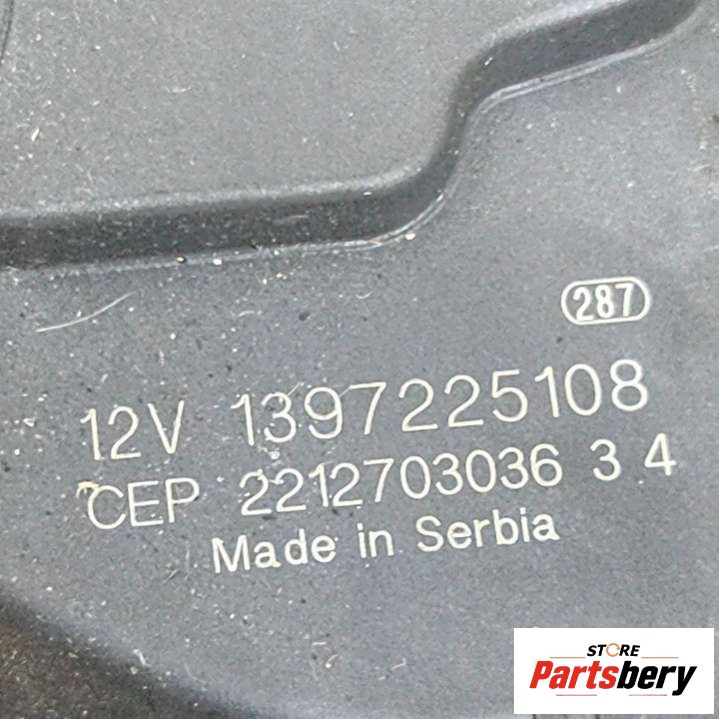 287
12V 1397225108
CEP 2212703036 3 4
Made in Serbia
STORE
Partsbery